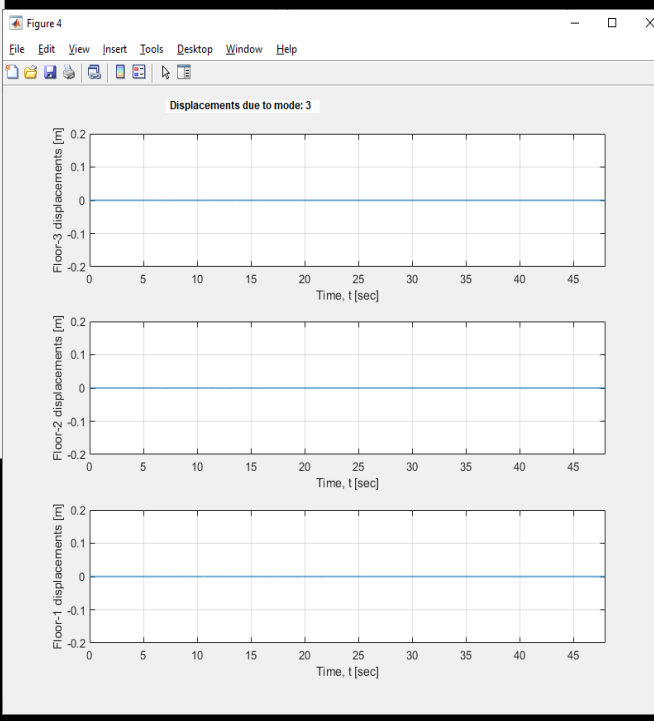 Figure 4
File Edit View Insert Tools Desktop Window Help
Displacements due to mode: 3
Floor-3 displacements [m]
0.2
0.1
0
-0.1
-0.2
0 5 10 15 20 25 30 35 40 45
Time, t [sec]
Floor-2 displacements [m]
0.2
0.1
0
-0.1
-0.2
0 5 10 15 20 25 30 35 40 45
Time, t [sec]
Floor-1 displacements [m]
0.2
0.1
0
-0.1
-0.2
0 5 10 15 20 25 30 35 40 45
Time, t [sec]